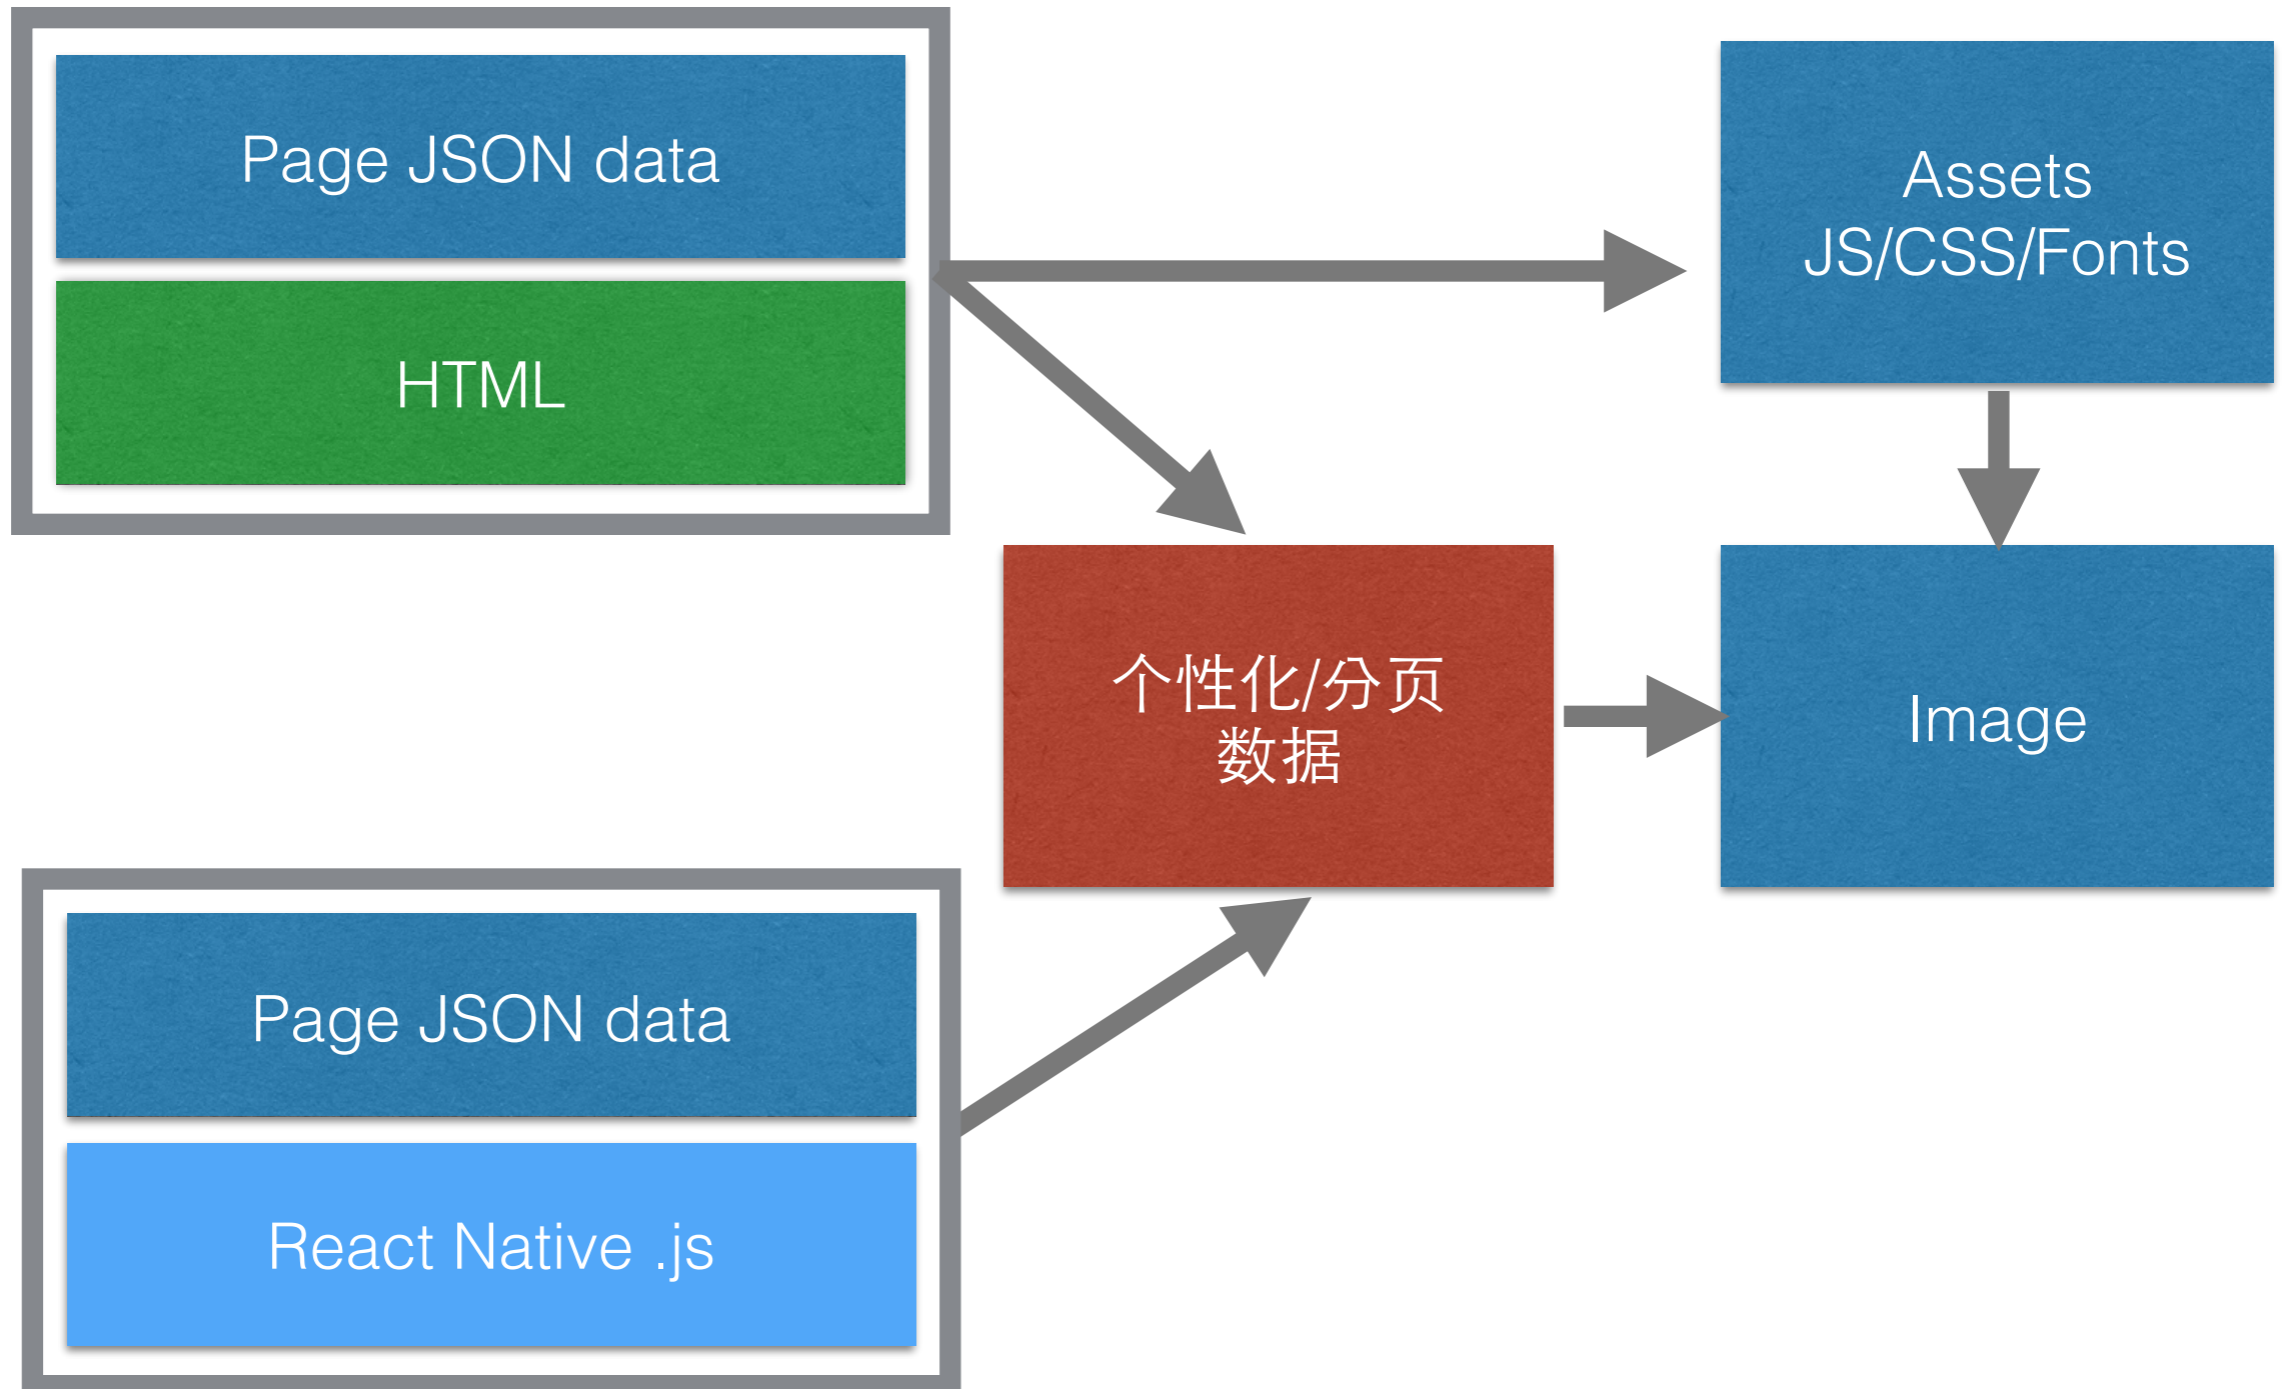 Page JSON data
HTML
Assets
JS/CSS/Fonts
个性化/分页
数据
Image
Page JSON data
React Native .js